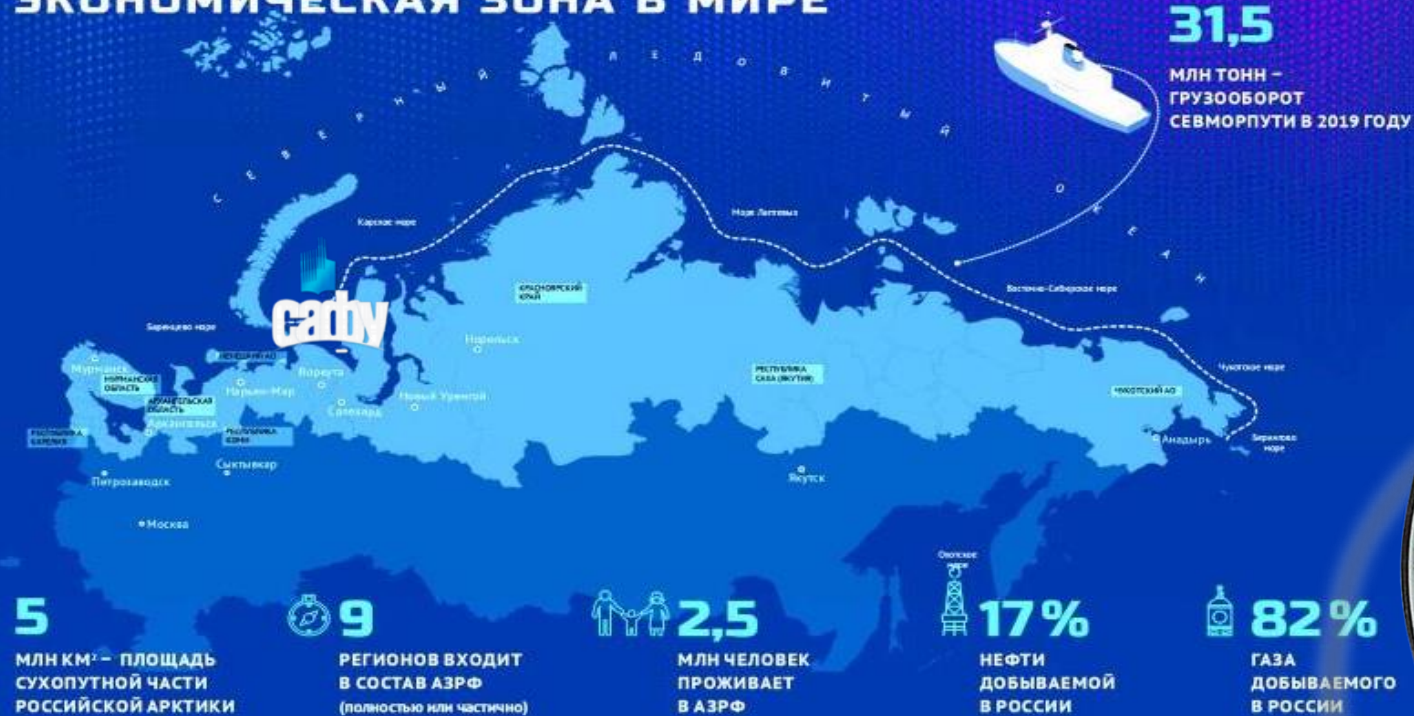 ЭКОНОМИЧЕСКАЯ ЗОНА В МИРЕ
31,5
МЛН ТОНН –
ГРУЗООБОРОТ
СЕВМОРПУТИ В 2019 ГОДУ
СЕВЕРНЫЙ ЛЕДОВИТЫЙ ОКЕАН
Карское море
Море Лаптевых
Восточно-Сибирское море
Чукотское море
Берингово
море
Баренцево море
Охотское
море
carby
КРАСНОЯРСКИЙ
КРАЙ
РЕСПУБЛИКА
САХА (ЯКУТИЯ)
ЧУКОТСКИЙ АО
НЕНЕЦКИЙ АО
МУРМАНСКАЯ
ОБЛАСТЬ
АРХАНГЕЛЬСКАЯ
ОБЛАСТЬ
РЕСПУБЛИКА
КАРЕЛИЯ
РЕСПУБЛИКА
КОМИ
Мурманск
Архангельск
Нарьян-Мар
Воркута
Салехард
Новый Уренгой
Норильск
Сыктывкар
Петрозаводск
Москва
Якутск
Анадырь
5
МЛН КМ² – ПЛОЩАДЬ
СУХОПУТНОЙ ЧАСТИ
РОССИЙСКОЙ АРКТИКИ
9
РЕГИОНОВ ВХОДИТ
В СОСТАВ АЗРФ
(полностью или частично)
2,5
МЛН ЧЕЛОВЕК
ПРОЖИВАЕТ
В АЗРФ
17%
НЕФТИ
ДОБЫВАЕМОЙ
В РОССИИ
82%
ГАЗА
ДОБЫВАЕМОГО
В РОССИИ